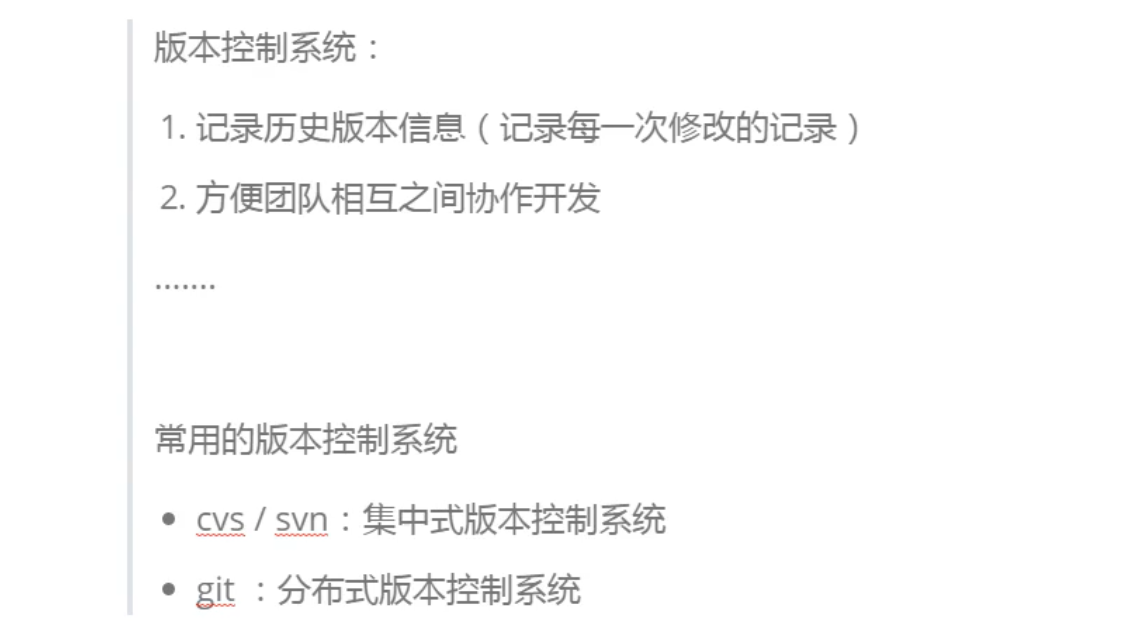 版本控制系统：
1. 记录历史版本信息（记录每一次修改的记录）
2. 方便团队相互之间协作开发
.......
常用的版本控制系统
• cvs / svn：集中式版本控制系统
• git ：分布式版本控制系统